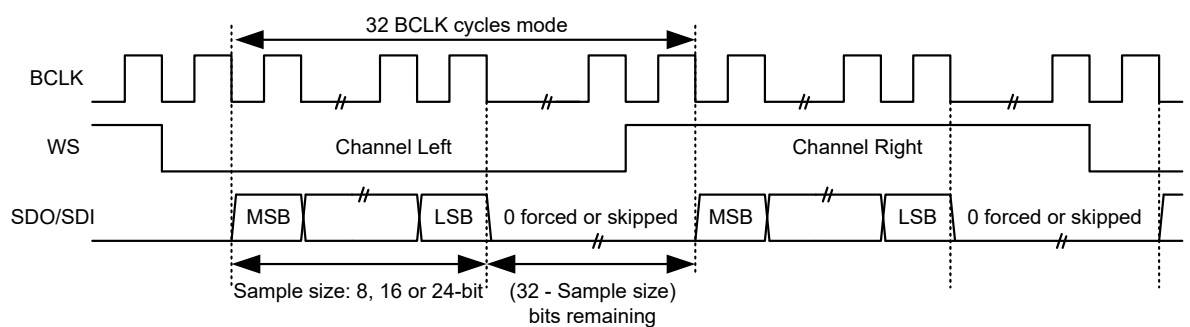 32 BCLK cycles mode
BCLK
WS
Channel Left
Channel Right
SDO/SDI
MSB
LSB
0 forced or skipped
MSB
LSB
0 forced or skipped
Sample size: 8, 16 or 24-bit
(32 - Sample size)
bits remaining